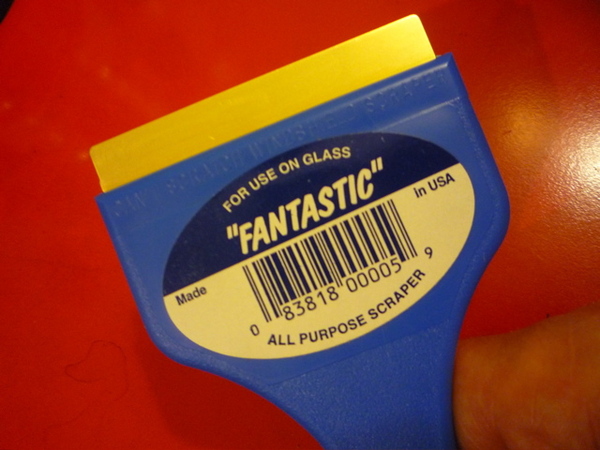 FOR USE ON GLASS
"FANTASTIC"
Made in USA
0 83818 00005 9
ALL PURPOSE SCRAPER